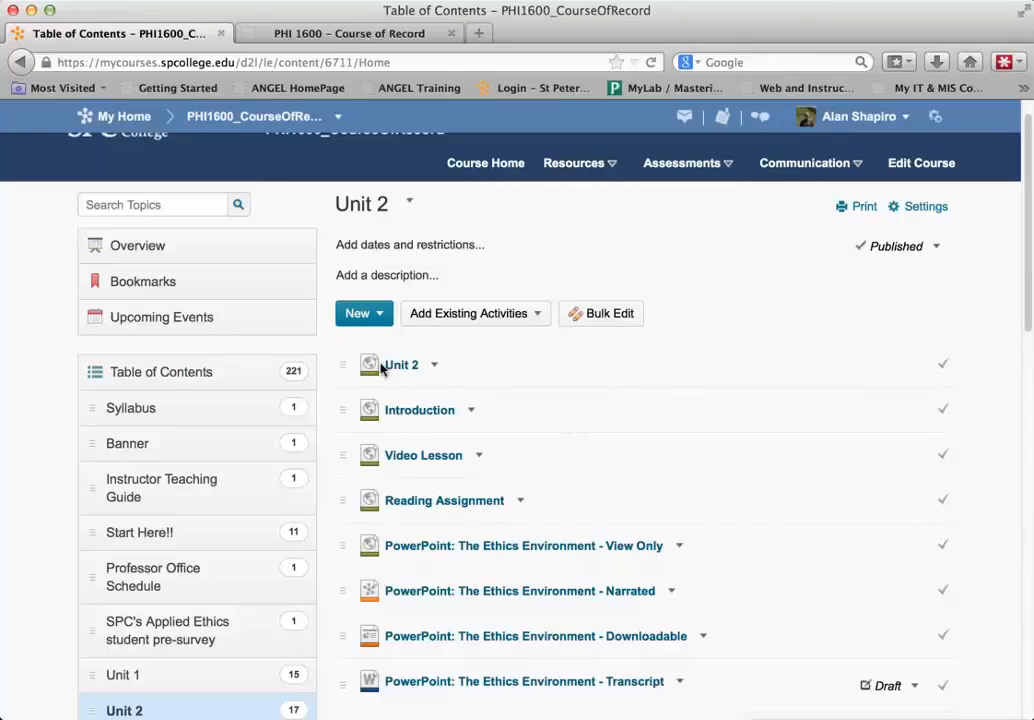 Table of Contents - PHI1600_CourseOfRecord
Table of Contents - PHI1600_C...
PHI 1600 - Course of Record
https://mycourses.spcollege.edu/d2l/le/content/6711/Home
Google
Most Visited
Getting Started
ANGEL HomePage
ANGEL Training
Login - St Peter...
MyLab / Masteri...
Web and Instruc...
My IT & MIS Co...
My Home
PHI1600_CourseOfRe...
Alan Shapiro
College
Course Home
Resources
Assessments
Communication
Edit Course
Search Topics
Overview
Bookmarks
Upcoming Events
Table of Contents 221
Syllabus 1
Banner 1
Instructor Teaching 1
Guide
Start Here!! 11
Professor Office 1
Schedule
SPC's Applied Ethics 1
student pre-survey
Unit 1 15
Unit 2 17
Unit 2
Print
Settings
Add dates and restrictions...
Published
Add a description...
New
Add Existing Activities
Bulk Edit
Unit 2
Introduction
Video Lesson
Reading Assignment
PowerPoint: The Ethics Environment - View Only
PowerPoint: The Ethics Environment - Narrated
PowerPoint: The Ethics Environment - Downloadable
PowerPoint: The Ethics Environment - Transcript
Draft